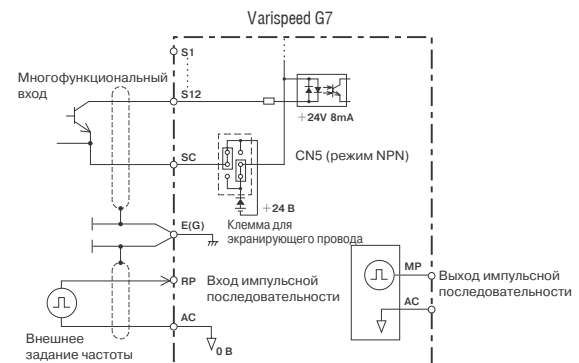 Varispeed G7
S1
Многофункциональный
вход
S12
+24V 8mA
SC
CN5 (режим NPN)
+24 В
E(G)
Клемма для
экранирующего провода
RP
Вход импульсной
последовательности
MP
Выход импульсной
последовательности
AC
AC
Внешнее
задание частоты
0 В